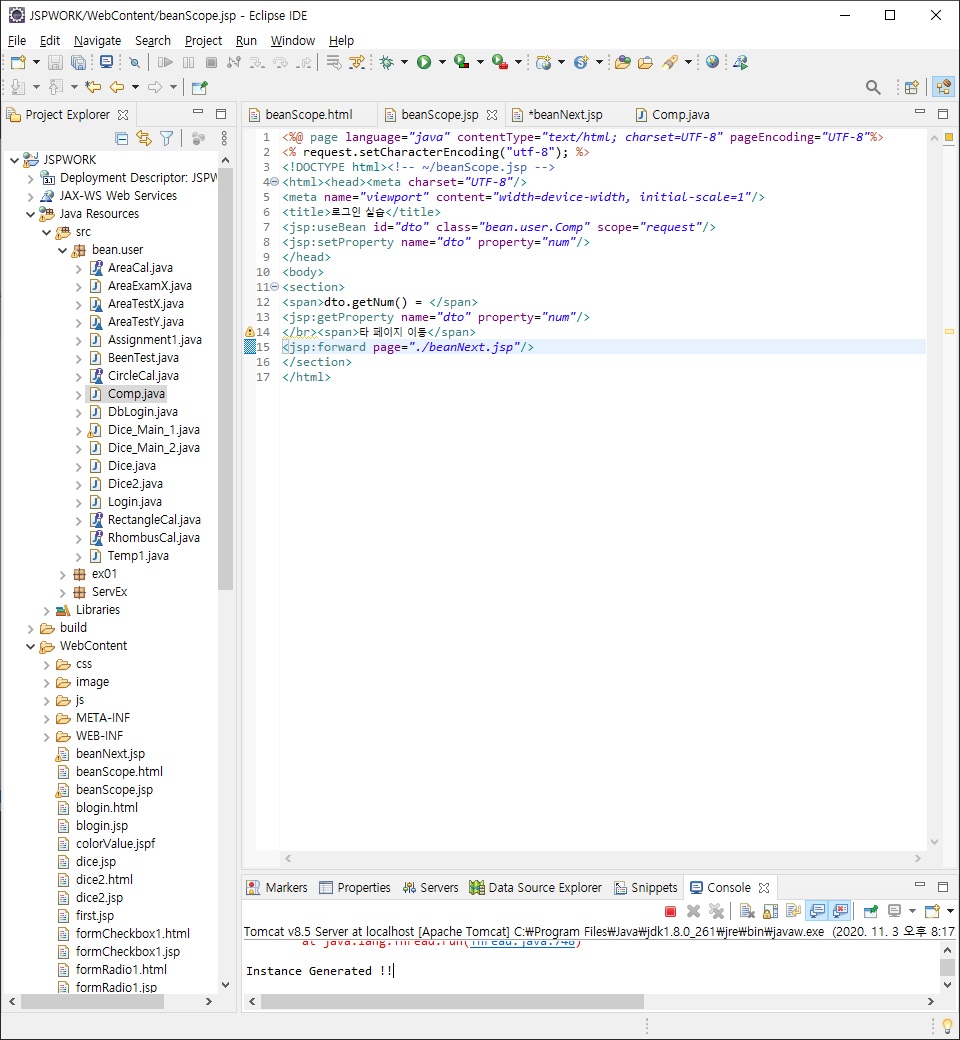 JSPWORK/WebContent/beanScope.jsp - Eclipse IDE
File Edit Navigate Search Project Run Window Help
Project Explorer
beanScope.html beanScope.jsp *beanNext.jsp Comp.java
JSPWORK
Deployment Descriptor: JSPW
JAX-WS Web Services
Java Resources
src
bean.user
AreaCal.java
AreaExamX.java
AreaTestX.java
AreaTestY.java
Assignment1.java
BeenTest.java
CircleCal.java
Comp.java
DbLogin.java
Dice_Main_1.java
Dice_Main_2.java
Dice.java
Dice2.java
Login.java
RectangleCal.java
RhombusCal.java
Temp1.java
ex01
ServEx
Libraries
build
WebContent
css
image
js
META-INF
WEB-INF
beanNext.jsp
beanScope.html
beanScope.jsp
blogin.html
blogin.jsp
colorValue.jspf
dice.jsp
dice2.html
dice2.jsp
first.jsp
formCheckbox1.html
formCheckbox1.jsp
formRadio1.html
formRadio1.jsp
1 <%@ page language="java" contentType="text/html; charset=UTF-8" pageEncoding="UTF-8"%>
2 <% request.setCharacterEncoding("utf-8"); %>
3 <!DOCTYPE html><!-- ~/beanScope.jsp -->
4 <html><head><meta charset="UTF-8"/>
5 <meta name="viewport" content="width=device-width, initial-scale=1"/>
6 <title>로그인 실습</title>
7 <jsp:useBean id="dto" class="bean.user.Comp" scope="request"/>
8 <jsp:setProperty name="dto" property="num"/>
9 </head>
10 <body>
11 <section>
12 <span>dto.getNum() = </span>
13 <jsp:getProperty name="dto" property="num"/>
14 </br><span>타 페이지 이동</span>
15 <jsp:forward page="./beanNext.jsp"/>
16 </section>
17 </html>
Markers Properties Servers Data Source Explorer Snippets Console
Tomcat v8.5 Server at localhost [Apache Tomcat] C:₩Program Files₩Java₩jdk1.8.0_261₩jre₩bin₩javaw.exe (2020. 11. 3 오후 8:17
at java.lang.Thread.run(Thread.java:748)
Instance Generated !!